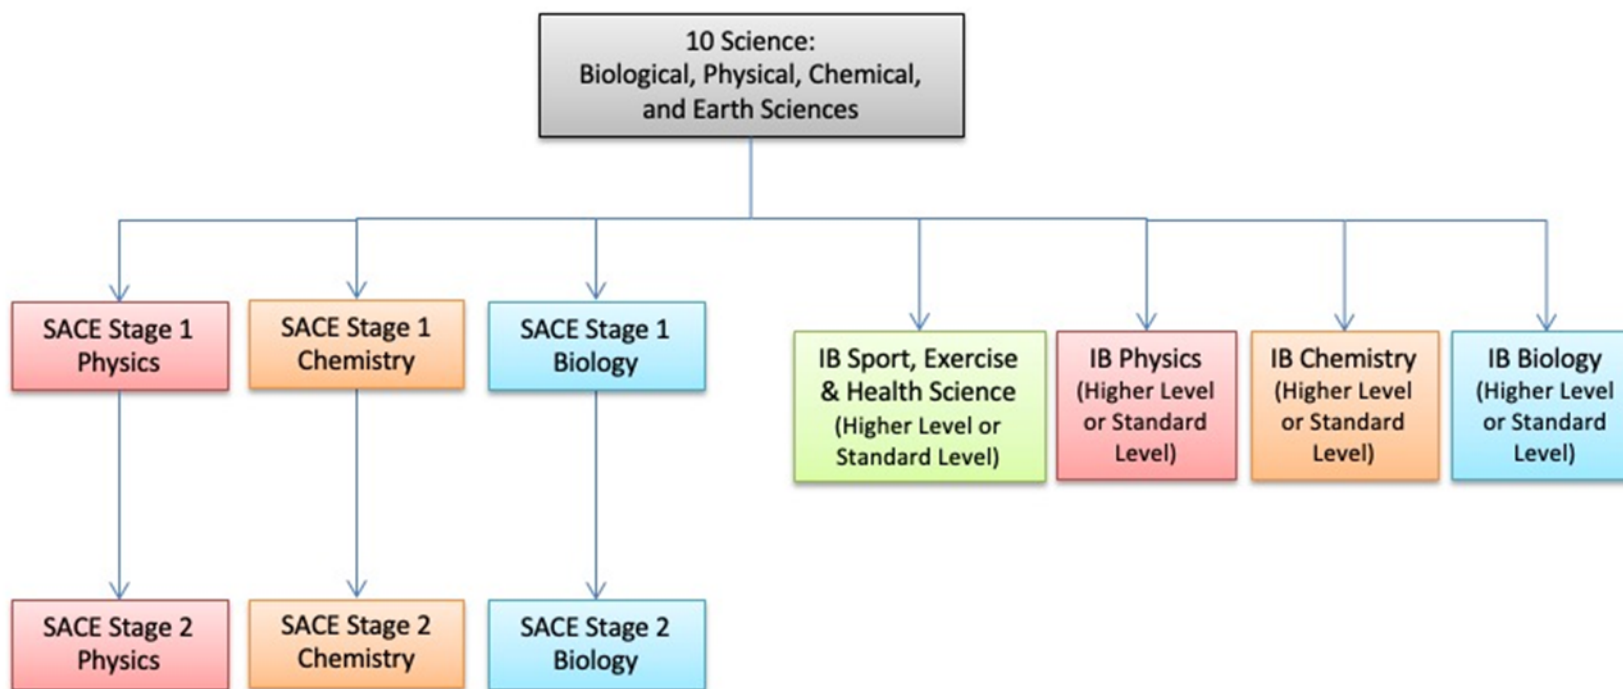 10 Science:
Biological, Physical, Chemical,
and Earth Sciences
SACE Stage 1
Physics
SACE Stage 1
Chemistry
SACE Stage 1
Biology
IB Sport, Exercise
& Health Science
(Higher Level or
Standard Level)
IB Physics
(Higher Level
or Standard
Level)
IB Chemistry
(Higher Level
or Standard
Level)
IB Biology
(Higher Level
or Standard
Level)
SACE Stage 2
Physics
SACE Stage 2
Chemistry
SACE Stage 2
Biology